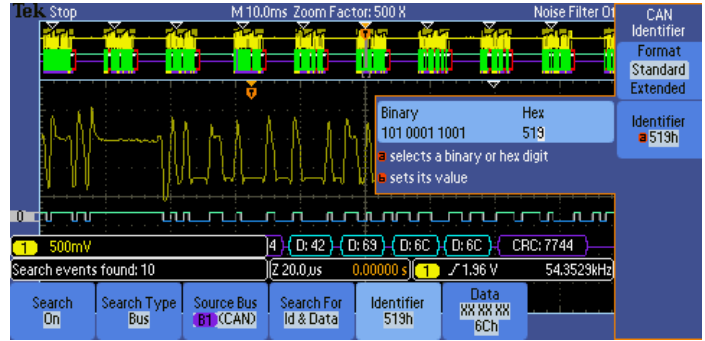 Tek Stop M 10.0ms Zoom Factor: 500 X Noise Filter Of
CAN
Identifier
Format
Standard
Extended
Identifier
a 519h
T
T
Binary Hex
101 0001 1001 519
a selects a binary or hex digit
b sets its value
0
1 500mV
4 D: 42 D: 69 D: 6C D: 6C CRC: 7744
Search events found: 10
Z 20.0µs 0.00000 s 1 1.96 V 54.3529kHz
Search
On
Search Type
Bus
Source Bus
B1 (CAN)
Search For
Id & Data
Identifier
519h
Data
XX XX XX
6Ch